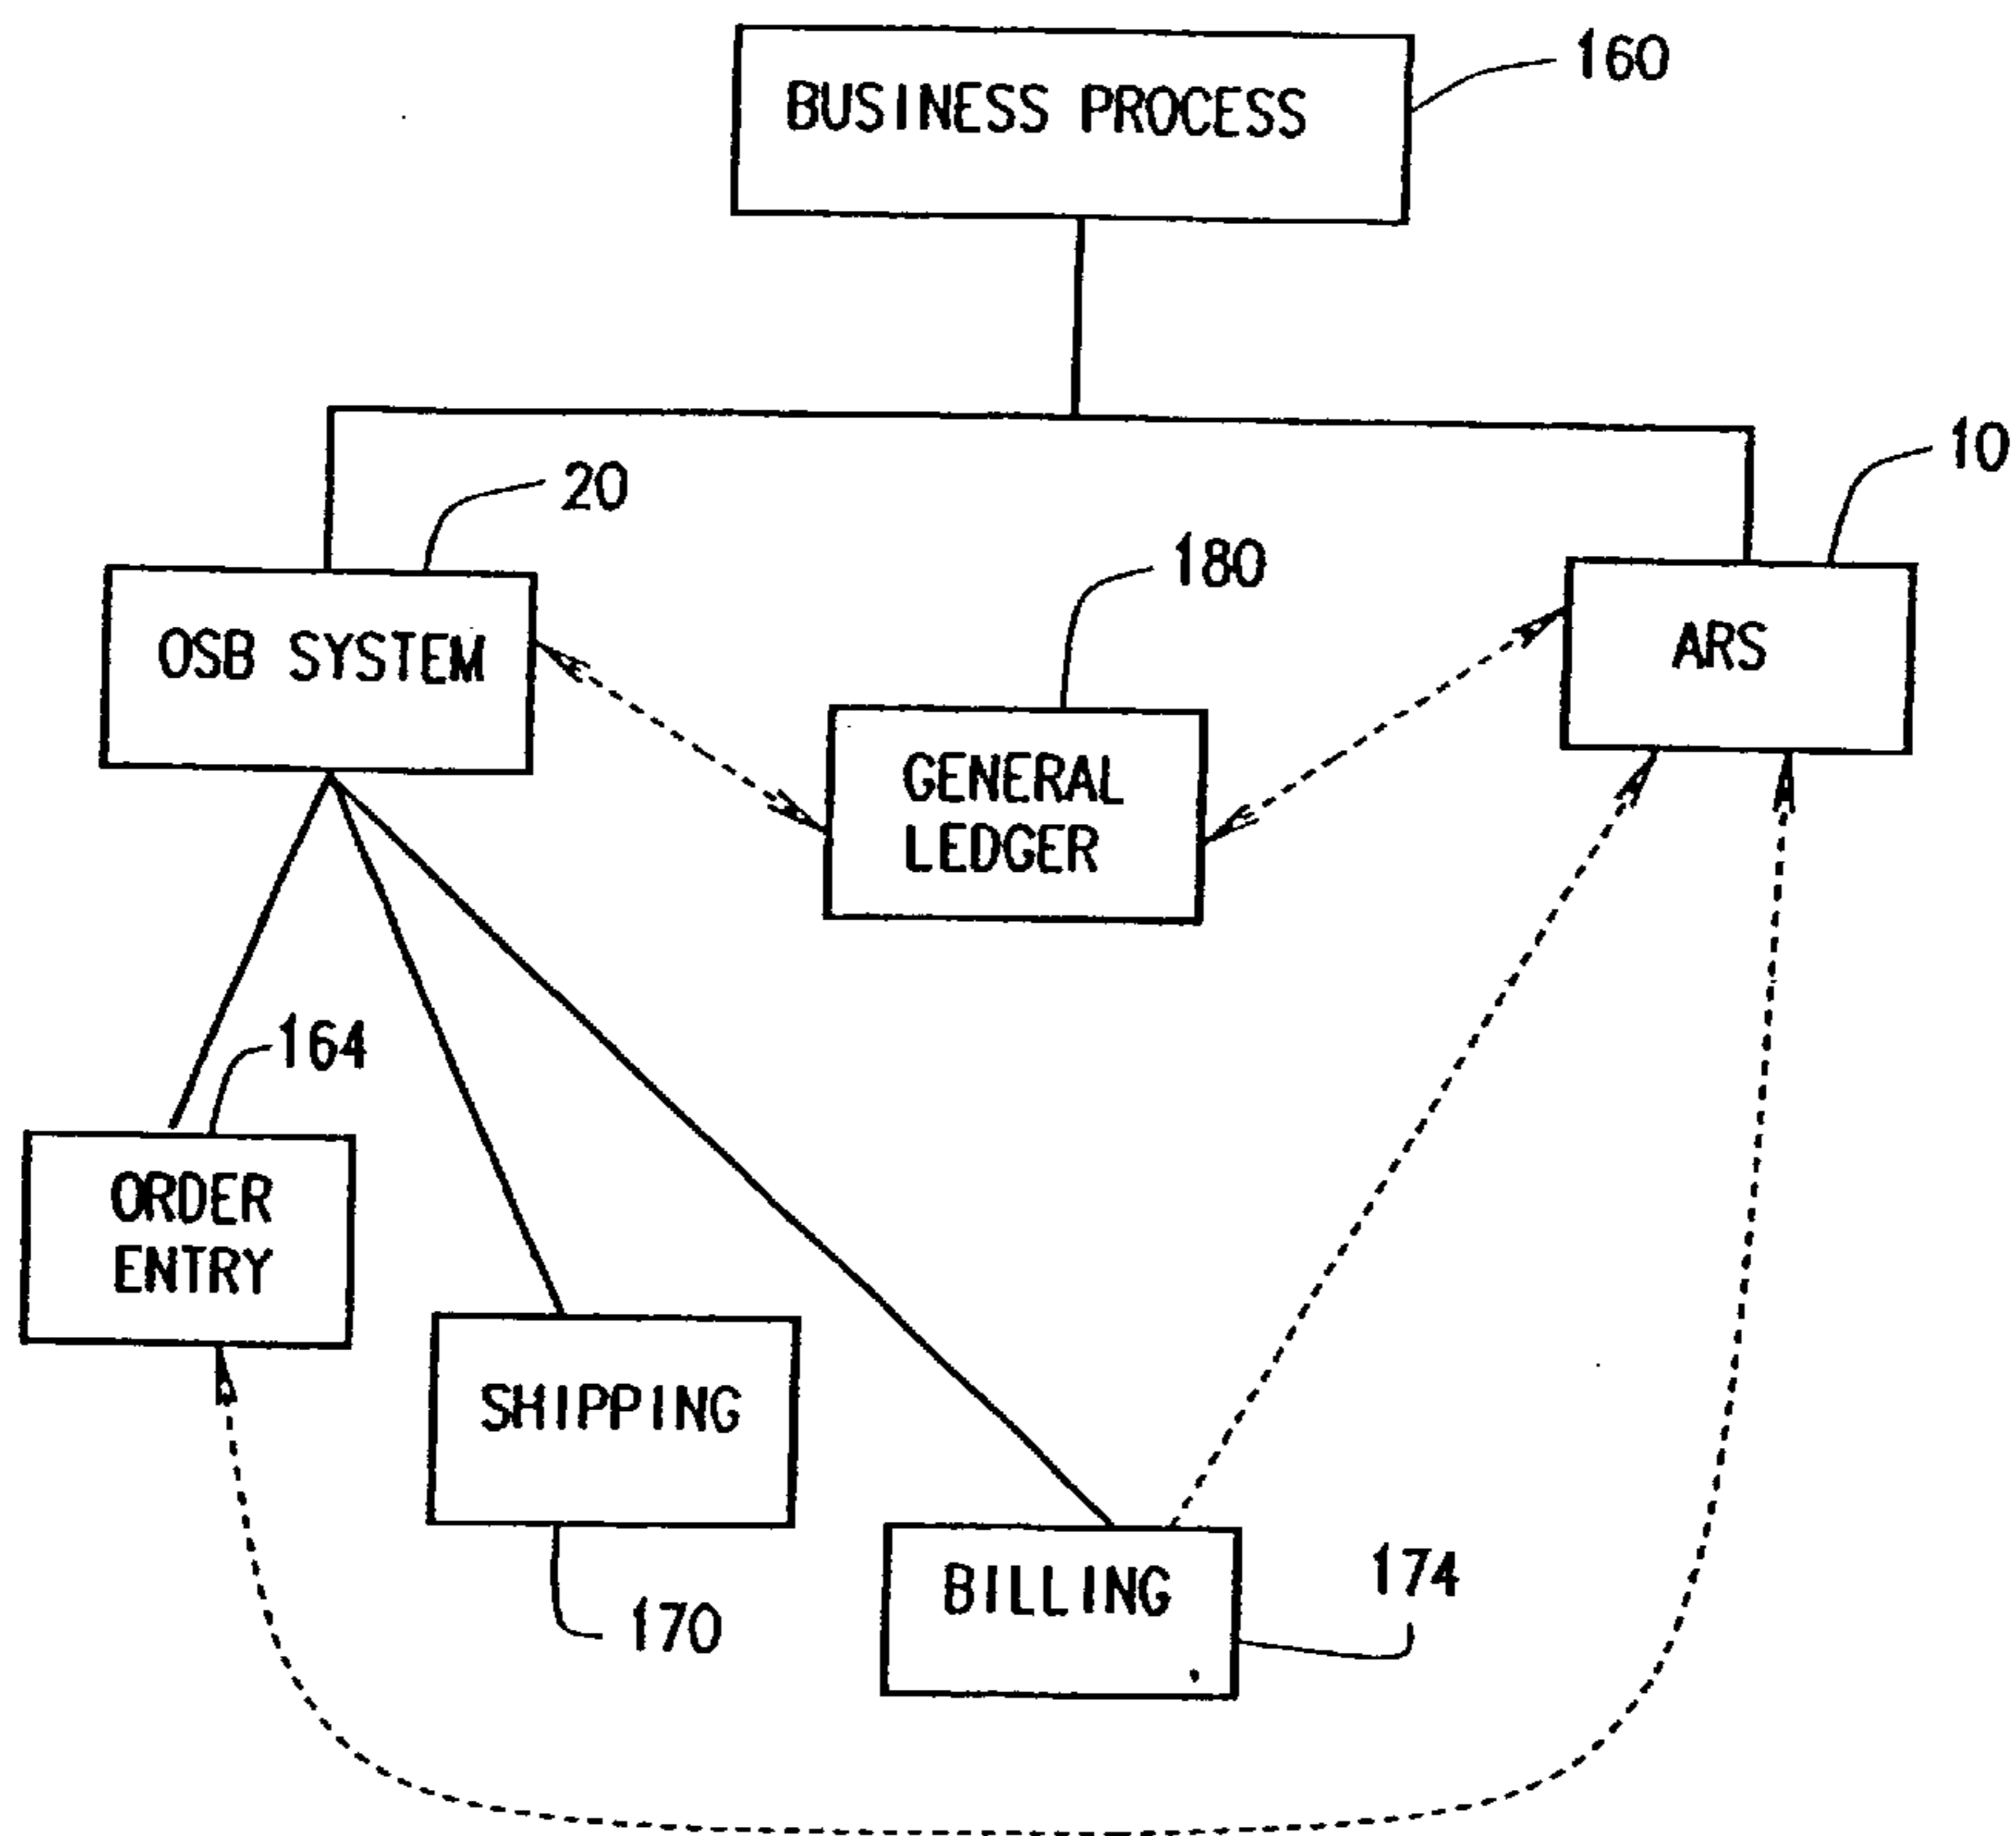 BUSINESS PROCESS
160
20
10
180
OSB SYSTEM
ARS
GENERAL
LEDGER
164
ORDER
ENTRY
SHIPPING
170
BILLING
174